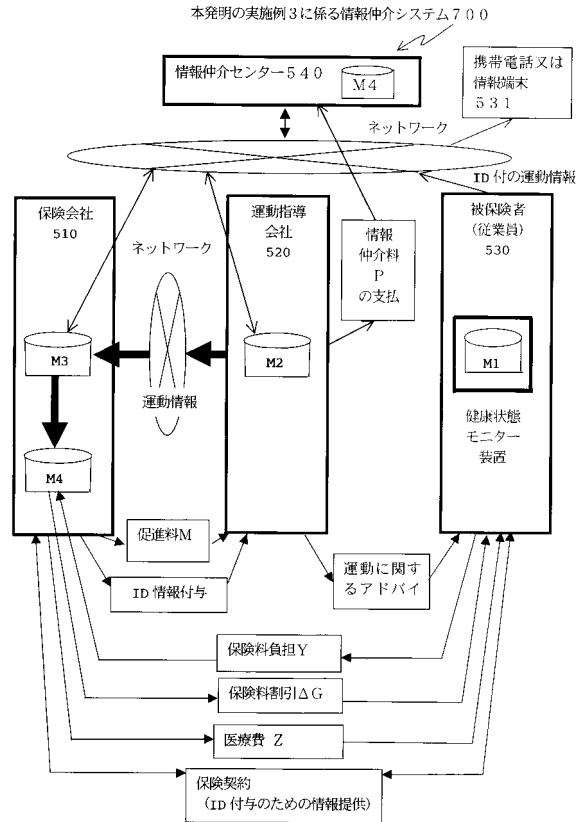 本発明の実施例3に係る情報仲介システム700
情報仲介センター540
M4
携帯電話又は
情報端末
531
ネットワーク
ID付の運動情報
保険会社
510
ネットワーク
運動指導
会社
520
情報
仲介料
P
の支払
被保険者
(従業員)
530
M3
M2
M1
運動情報
健康状態
モニター
装置
M4
促進料M
ID情報付与
運動に関す
るアドバイ
保険料負担Y
保険料割引ΔG
医療費 Z
保険契約
(ID付与のための情報提供)